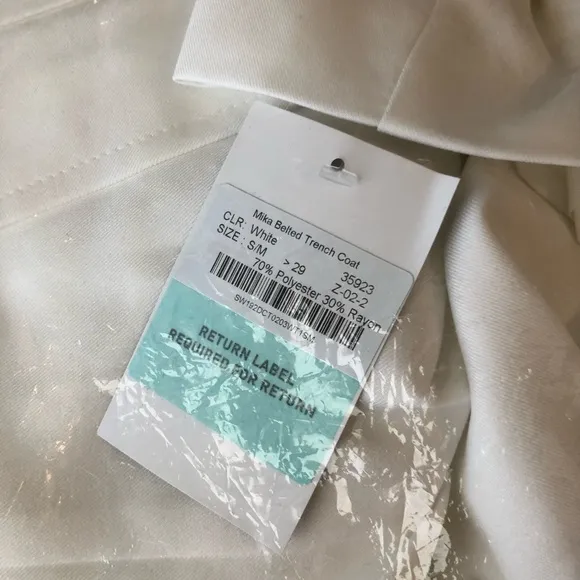 Mika Belted Trench Coat
CLR: White
SIZE : S/M > 29 35923
Z-02-2
70% Polyester 30% Rayon
SW192DCT0203WT1SM
RETURN LABEL
REQUIRED FOR RETURN